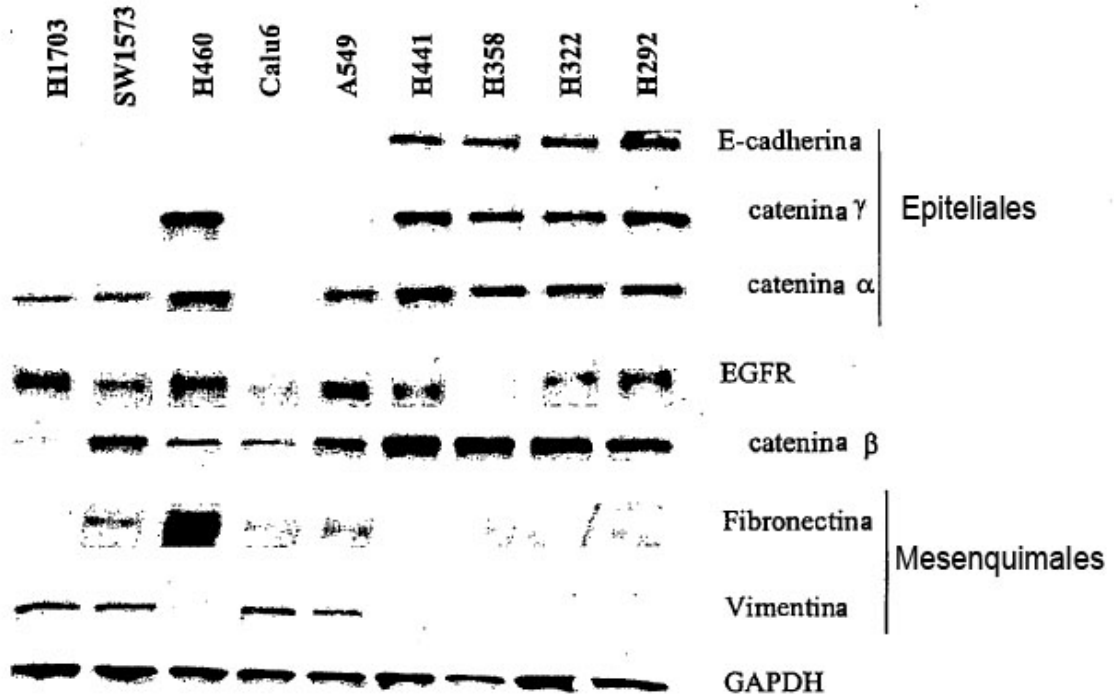 H1703
SW1573
H460
Calu6
A549
H441
H358
H322
H292
E-cadherina
catenina γ
Epiteliales
catenina α
EGFR
catenina β
Fibronectina
Mesenquimales
Vimentina
GAPDH